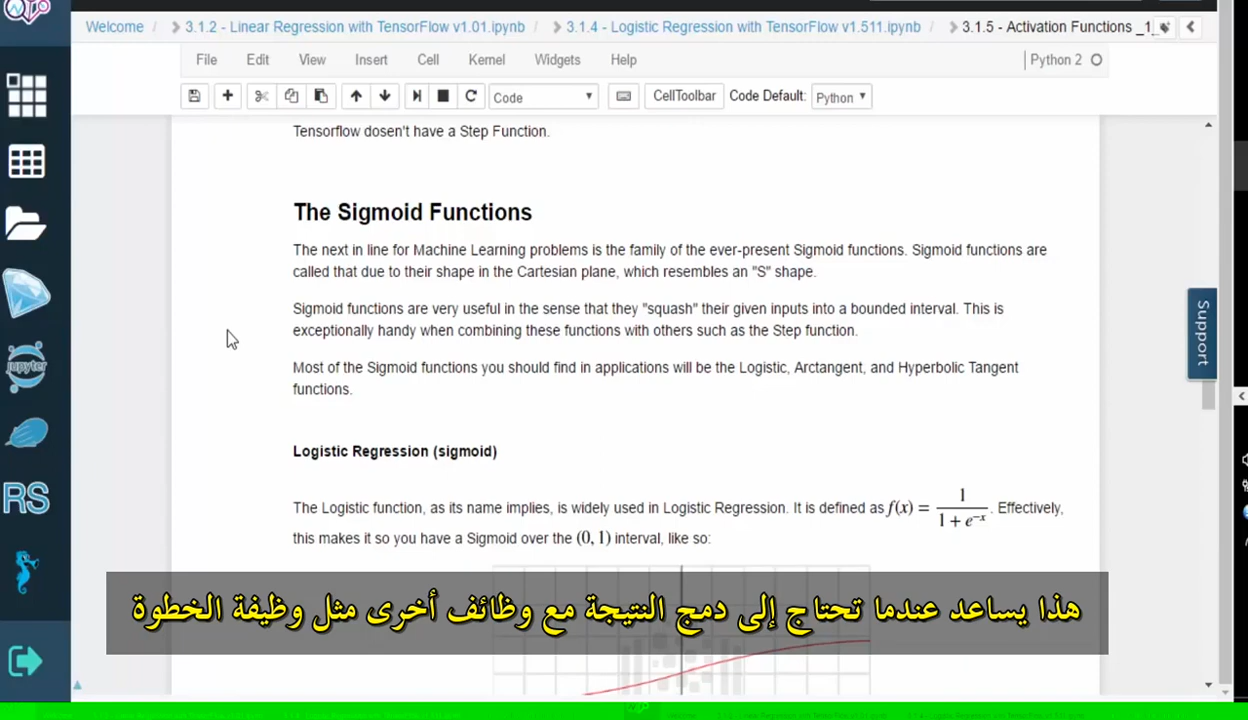 Welcome / 3.1.2 - Linear Regression with TensorFlow v1.01.ipynb / 3.1.4 - Logistic Regression with TensorFlow v1.511.ipynb / 3.1.5 - Activation Functions _1_
File Edit View Insert Cell Kernel Widgets Help Python 2
Code CellToolbar Code Default: Python
Tensorflow dosen't have a Step Function.
The Sigmoid Functions
The next in line for Machine Learning problems is the family of the ever-present Sigmoid functions. Sigmoid functions are
called that due to their shape in the Cartesian plane, which resembles an "S" shape.
Sigmoid functions are very useful in the sense that they "squash" their given inputs into a bounded interval. This is
exceptionally handy when combining these functions with others such as the Step function.
Most of the Sigmoid functions you should find in applications will be the Logistic, Arctangent, and Hyperbolic Tangent
functions.
Logistic Regression (sigmoid)
The Logistic function, as its name implies, is widely used in Logistic Regression. It is defined as f(x) = 1 / (1 + e^−x). Effectively,
this makes it so you have a Sigmoid over the (0, 1) interval, like so:
هذا يساعد عندما تحتاج إلى دمج النتيجة مع وظائف أخرى مثل وظيفة الخطوة
Support
jupyter
RS